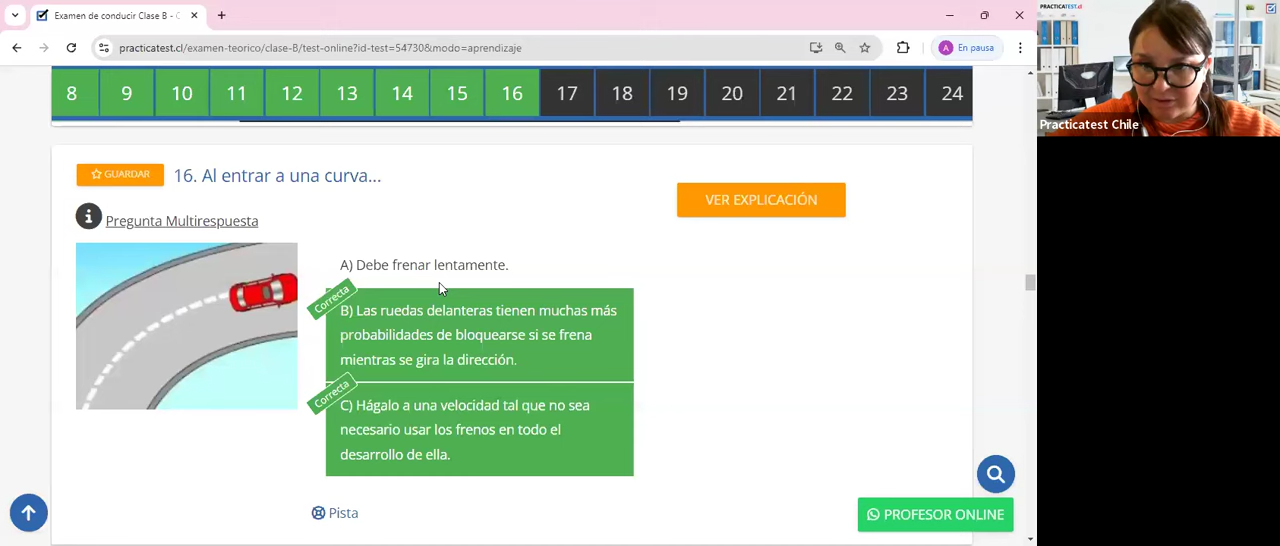 Examen de conducir Clase B - C
practicatest.cl/examen-teorico/clase-B/test-online?id-test=54730&modo=aprendizaje
A En pausa
8 9 10 11 12 13 14 15 16 17 18 19 20 21 22 23 24
GUARDAR
16. Al entrar a una curva...
VER EXPLICACIÓN
Pregunta Multirespuesta
A) Debe frenar lentamente.
Correcta
B) Las ruedas delanteras tienen muchas más
probabilidades de bloquearse si se frena
mientras se gira la dirección.
Correcta
C) Hágalo a una velocidad tal que no sea
necesario usar los frenos en todo el
desarrollo de ella.
Pista
PROFESOR ONLINE
PRACTICATEST.cl
Practicatest Chile